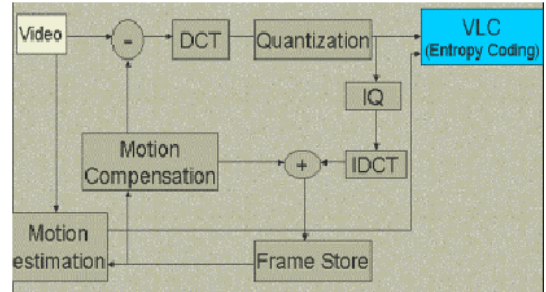 Video
-
DCT
Quantization
VLC
(Entropy Coding)
IQ
Motion
Compensation
+
IDCT
Motion
estimation
Frame Store